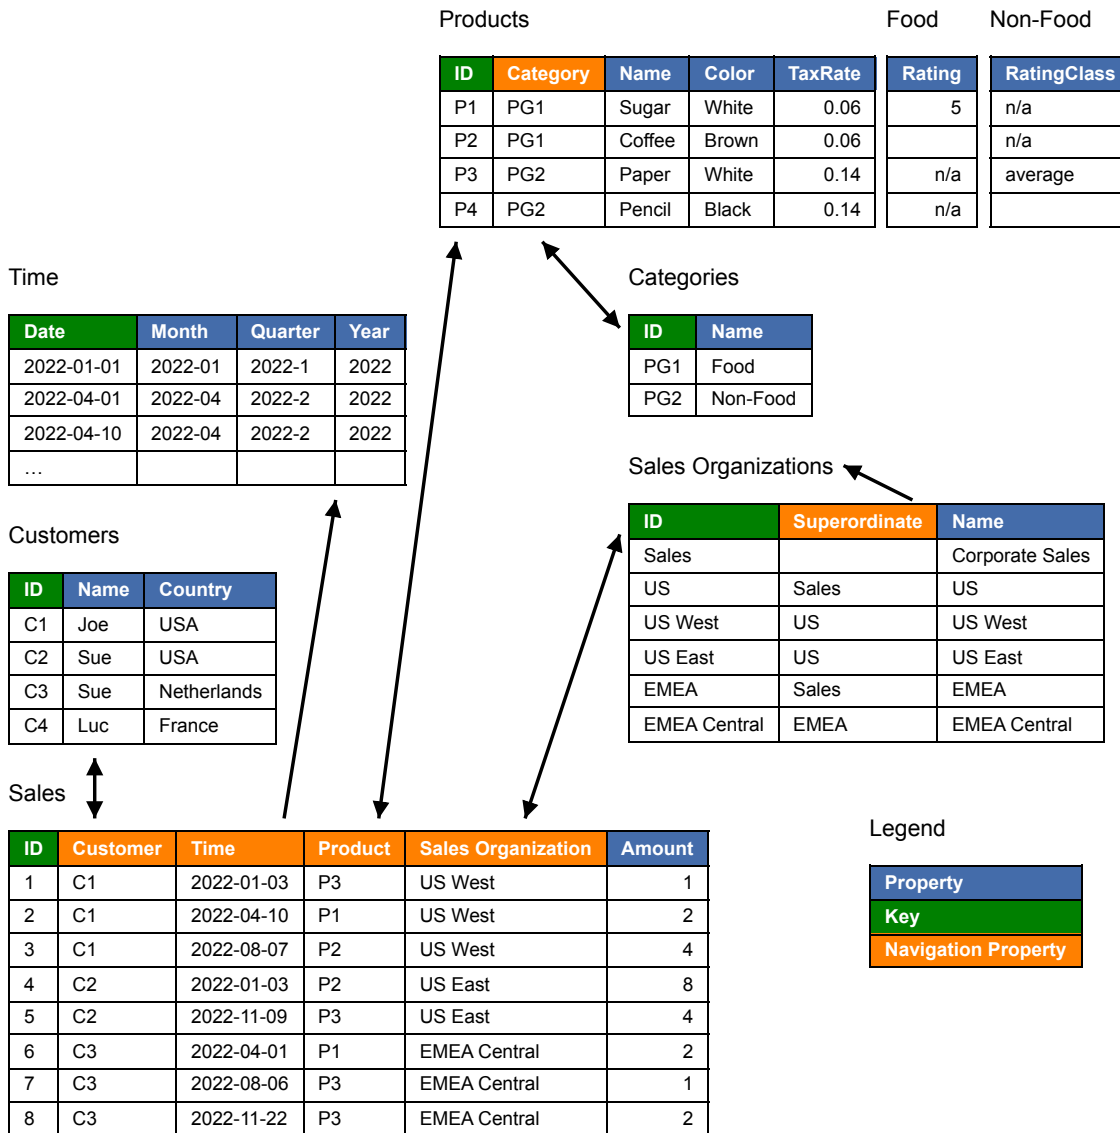 Products Food Non-Food
ID Category Name Color TaxRate Rating RatingClass
P1 PG1 Sugar White 0.06 5 n/a
P2 PG1 Coffee Brown 0.06 n/a
P3 PG2 Paper White 0.14 n/a average
P4 PG2 Pencil Black 0.14 n/a
Time
Date Month Quarter Year
2022-01-01 2022-01 2022-1 2022
2022-04-01 2022-04 2022-2 2022
2022-04-10 2022-04 2022-2 2022
…
Categories
ID Name
PG1 Food
PG2 Non-Food
Sales Organizations
ID Superordinate Name
Sales Corporate Sales
US Sales US
US West US US West
US East US US East
EMEA Sales EMEA
EMEA Central EMEA EMEA Central
Customers
ID Name Country
C1 Joe USA
C2 Sue USA
C3 Sue Netherlands
C4 Luc France
Sales
ID Customer Time Product Sales Organization Amount
1 C1 2022-01-03 P3 US West 1
2 C1 2022-04-10 P1 US West 2
3 C1 2022-08-07 P2 US West 4
4 C2 2022-01-03 P2 US East 8
5 C2 2022-11-09 P3 US East 4
6 C3 2022-04-01 P1 EMEA Central 2
7 C3 2022-08-06 P3 EMEA Central 1
8 C3 2022-11-22 P3 EMEA Central 2
Legend
Property
Key
Navigation Property